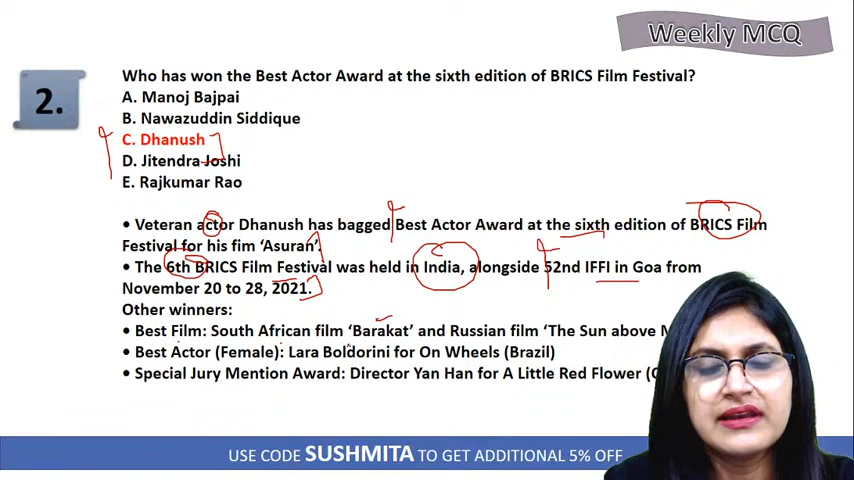 Weekly MCQ
2.
Who has won the Best Actor Award at the sixth edition of BRICS Film Festival?
A. Manoj Bajpai
B. Nawazuddin Siddique
C. Dhanush
D. Jitendra Joshi
E. Rajkumar Rao
• Veteran actor Dhanush has bagged Best Actor Award at the sixth edition of BRICS Film
Festival for his fim ‘Asuran’.
• The 6th BRICS Film Festival was held in India, alongside 52nd IFFI in Goa from
November 20 to 28, 2021.
Other winners:
• Best Film: South African film ‘Barakat’ and Russian film ‘The Sun above
• Best Actor (Female): Lara Boldorini for On Wheels (Brazil)
• Special Jury Mention Award: Director Yan Han for A Little Red Flower
USE CODE SUSHMITA TO GET ADDITIONAL 5% OFF